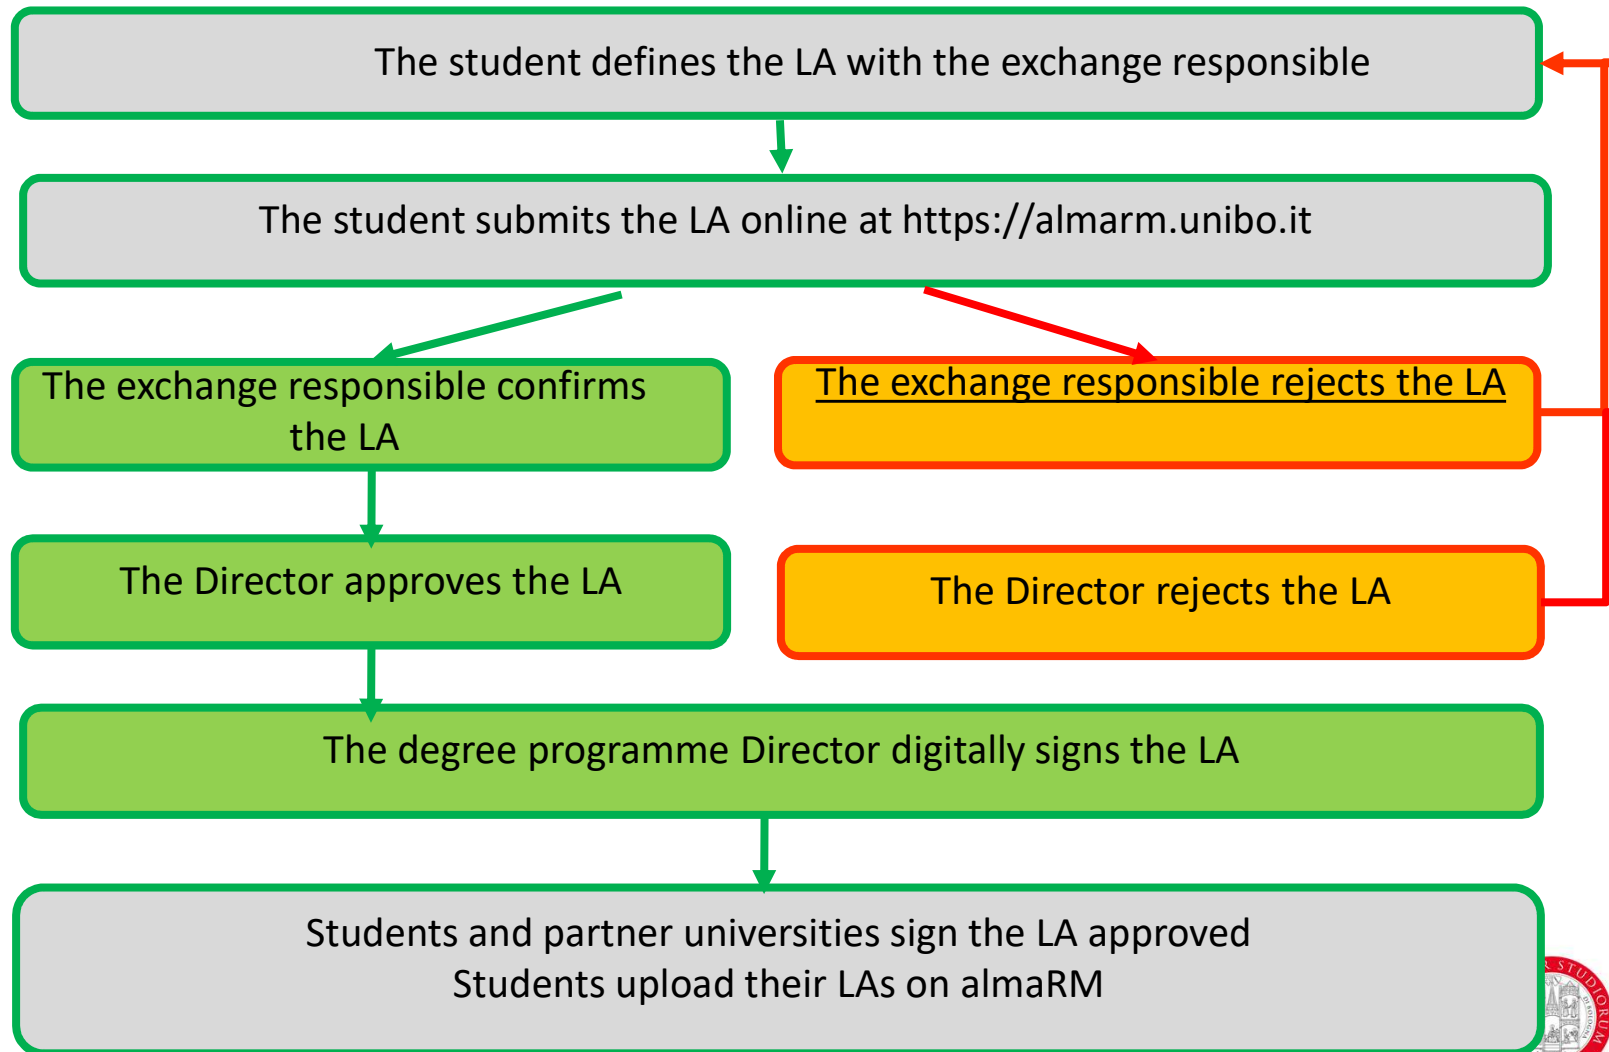 The student defines the LA with the exchange responsible
The student submits the LA online at https://almarm.unibo.it
The exchange responsible confirms
the LA
The exchange responsible rejects the LA
The Director approves the LA
The Director rejects the LA
The degree programme Director digitally signs the LA
Students and partner universities sign the LA approved
Students upload their LAs on almaRM